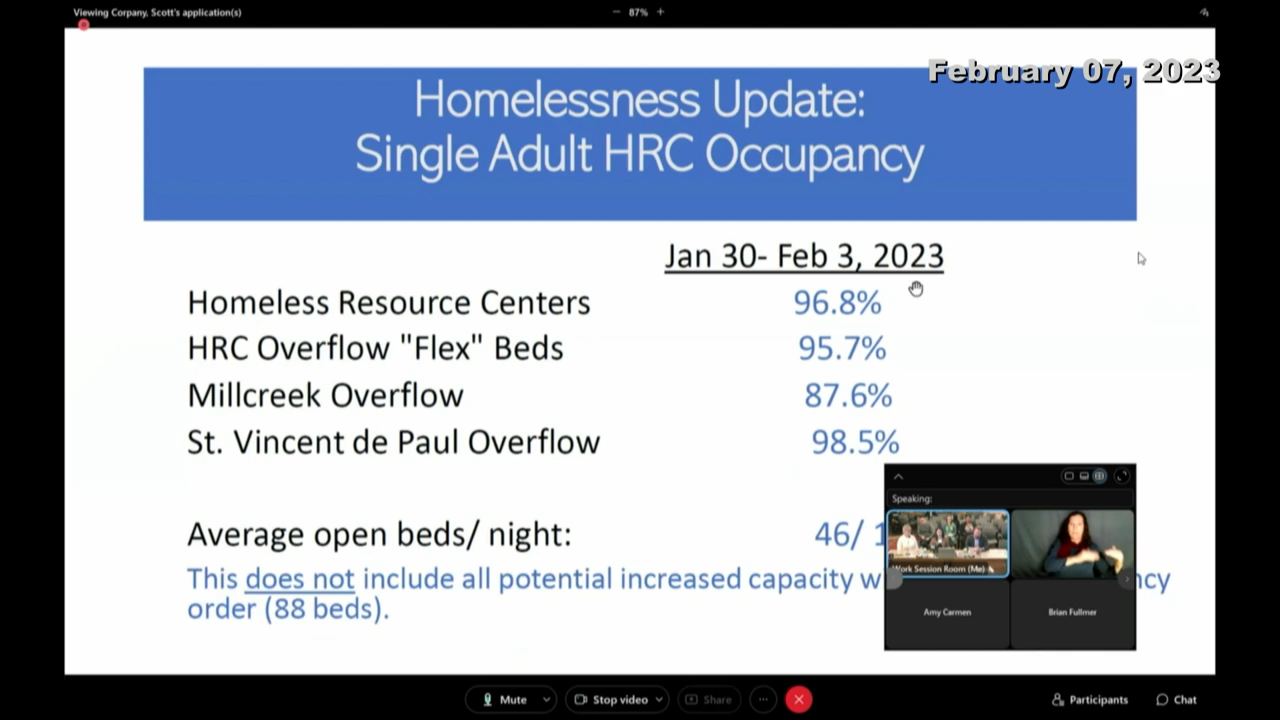 Viewing Corpany, Scott's application(s)
87%
February 07, 2023
Homelessness Update:
Single Adult HRC Occupancy
Jan 30- Feb 3, 2023
Homeless Resource Centers 96.8%
HRC Overflow "Flex" Beds 95.7%
Millcreek Overflow 87.6%
St. Vincent de Paul Overflow 98.5%
Average open beds/ night: 46/ 1
This does not include all potential increased capacity w ncy
order (88 beds).
Speaking:
Work Session Room (Me)
Amy Carmen
Brian Fullmer
Mute
Stop video
Share
Participants
Chat